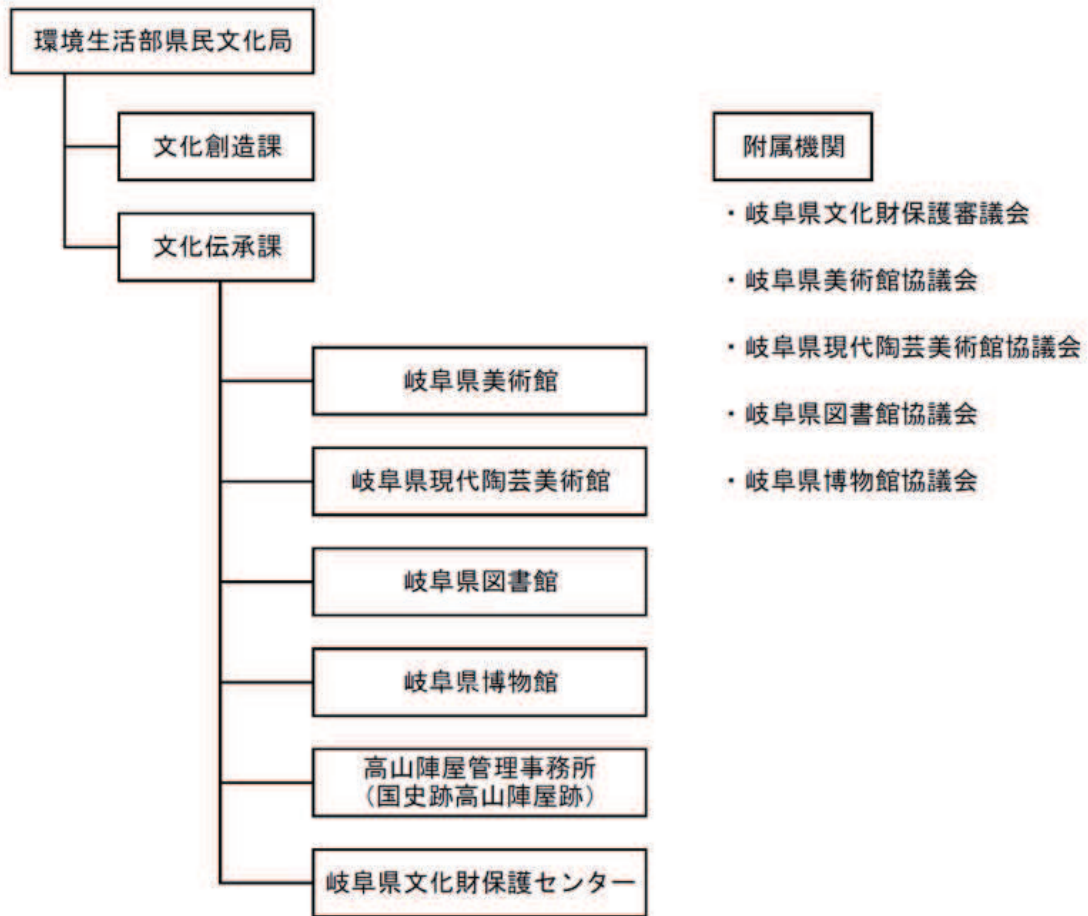 環境生活部県民文化局
文化創造課
文化伝承課
岐阜県美術館
岐阜県現代陶芸美術館
岐阜県図書館
岐阜県博物館
高山陣屋管理事務所
（国史跡高山陣屋跡）
岐阜県文化財保護センター
附属機関
・岐阜県文化財保護審議会
・岐阜県美術館協議会
・岐阜県現代陶芸美術館協議会
・岐阜県図書館協議会
・岐阜県博物館協議会